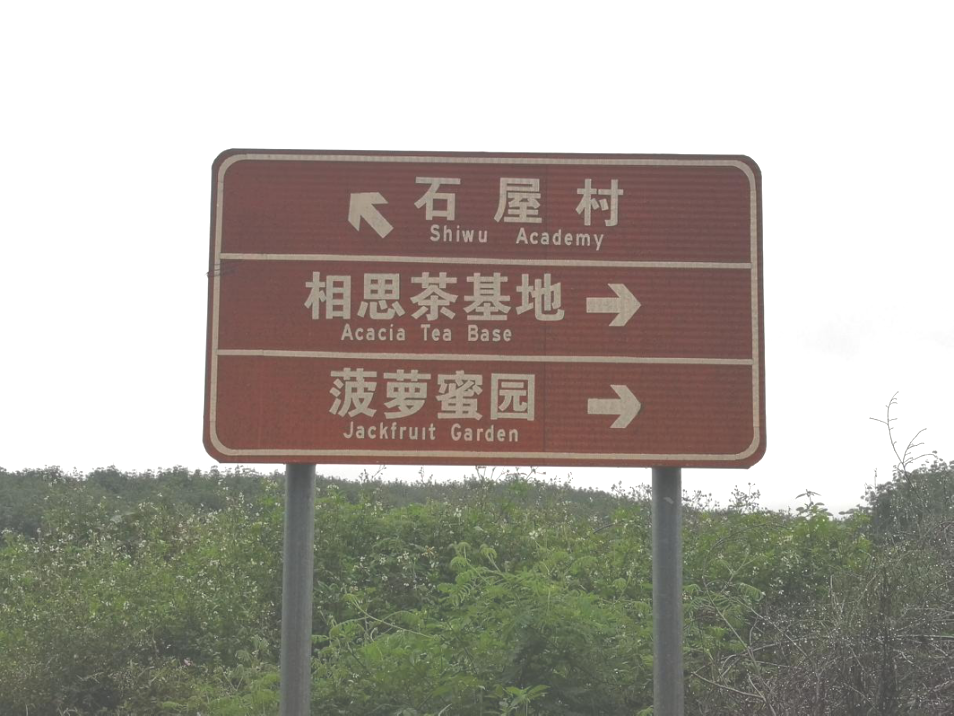 石屋村
Shiwu Academy
相思茶基地
Acacia Tea Base
菠萝蜜园
Jackfruit Garden